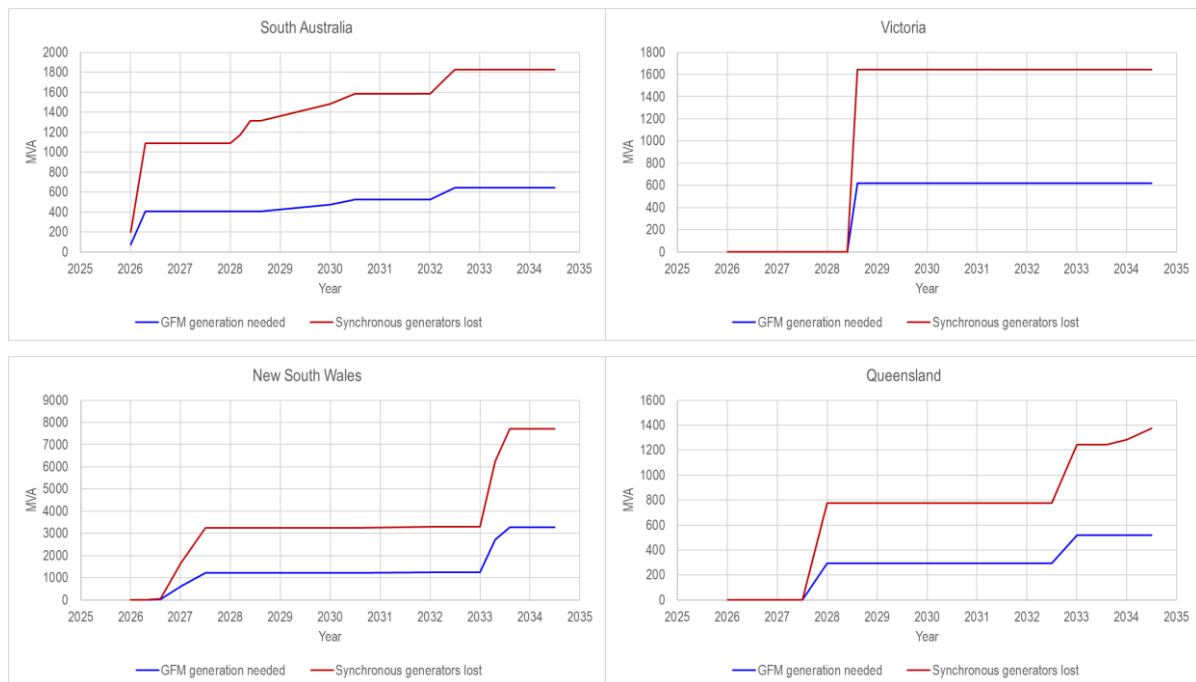 South Australia
MVA
2000
1800
1600
1400
1200
1000
800
600
400
200
0
2025 2026 2027 2028 2029 2030 2031 2032 2033 2034 2035
Year
GFM generation needed Synchronous generators lost
Victoria
MVA
1800
1600
1400
1200
1000
800
600
400
200
0
2025 2026 2027 2028 2029 2030 2031 2032 2033 2034 2035
Year
GFM generation needed Synchronous generators lost
New South Wales
MVA
9000
8000
7000
6000
5000
4000
3000
2000
1000
0
2025 2026 2027 2028 2029 2030 2031 2032 2033 2034 2035
Year
GFM generation needed Synchronous generators lost
Queensland
MVA
1600
1400
1200
1000
800
600
400
200
0
2025 2026 2027 2028 2029 2030 2031 2032 2033 2034 2035
Year
GFM generation needed Synchronous generators lost